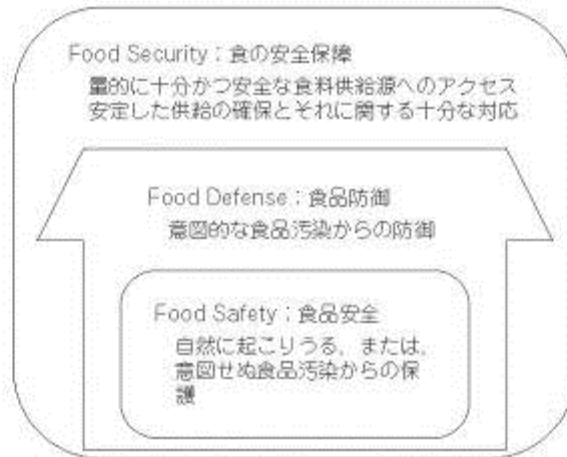 Food Security：食の安全保障
量的に十分かつ安全な食料供給源へのアクセス
安定した供給の確保とそれに関する十分な対応
Food Defense：食品防御
意図的な食品汚染からの防御
Food Safety：食品安全
自然に起こりうる、または、
意図せぬ食品汚染からの保
護